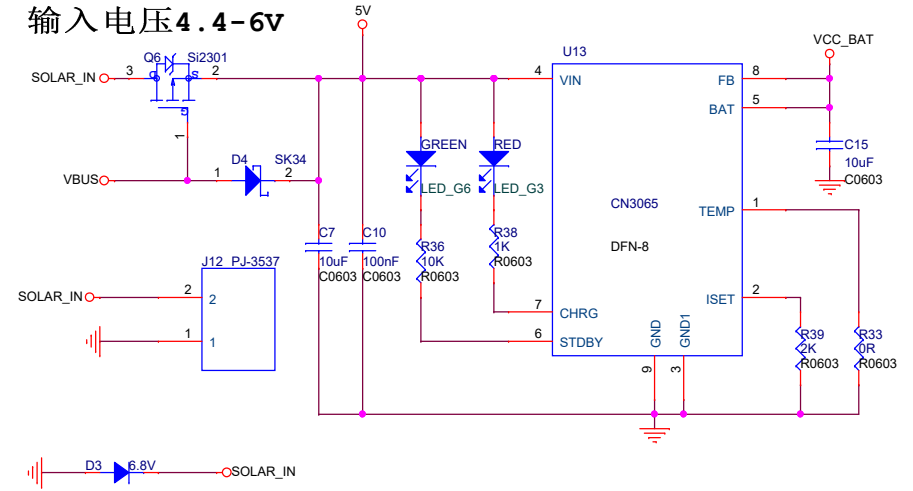 输入电压4.4-6V
5V
VCC_BAT
Q6 Si2301
U13
SOLAR_IN 3 2
4 VIN
FB 8
D S
G
BAT 5
1
GREEN RED
C15
10uF
C0603
D4 SK34
VBUS 1 2
LED_G6 LED_G3
CN3065
TEMP 1
DFN-8
C7 C10
10uF 100nF
C0603 C0603
R36 R38
10K 1K
R0603 R0603
J12 PJ-3537
SOLAR_IN 2 2
1 1
7 CHRG
6 STDBY
ISET 2
GND GND1
9 3
R39 R33
2K 0R
R0603 R0603
D3 6.8V
SOLAR_IN